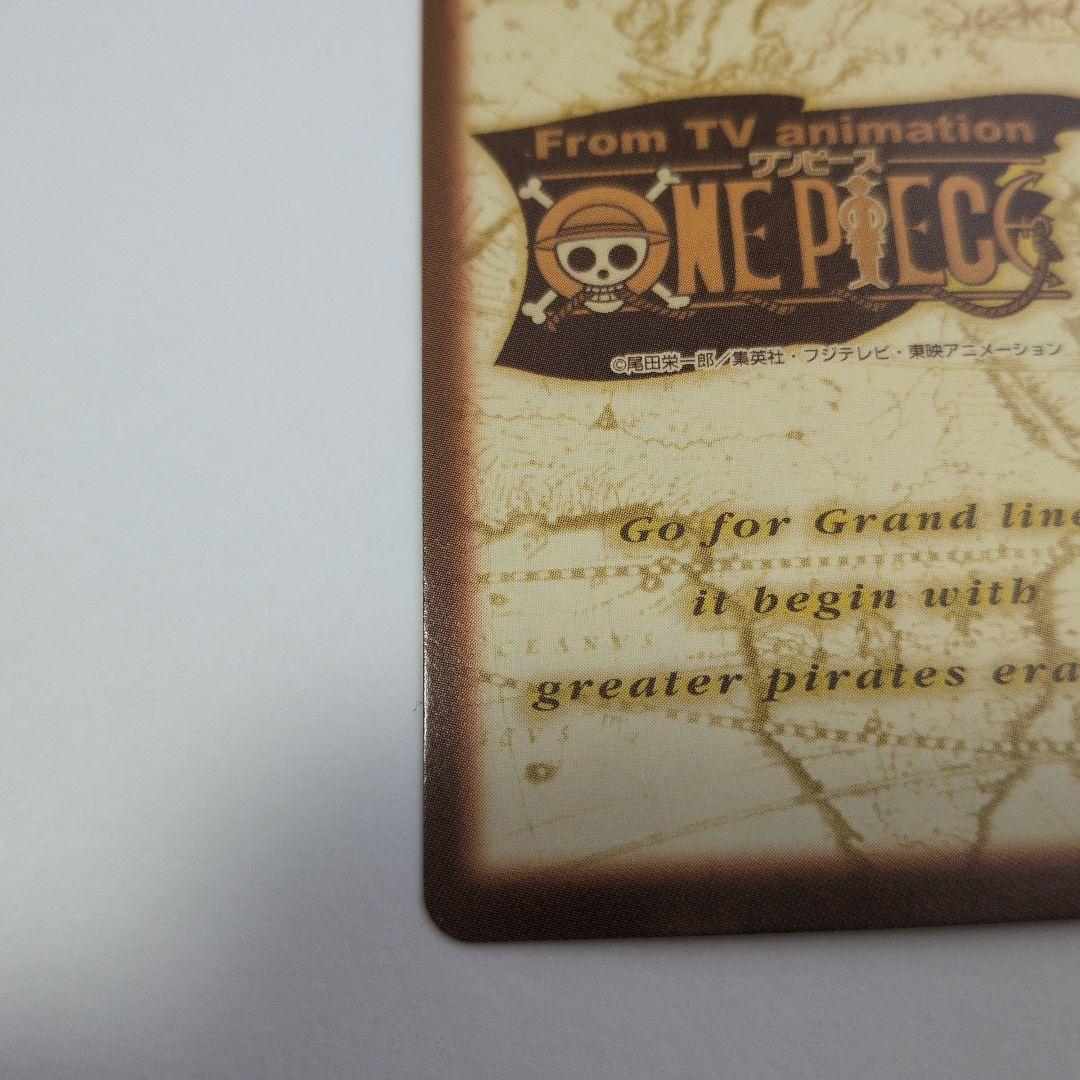 From TV animation
ワンピース
ONE PIECE
©尾田栄一郎／集英社・フジテレビ・東映アニメーション
Go for Grand line
it begin with
greater pirates era
CEANVS